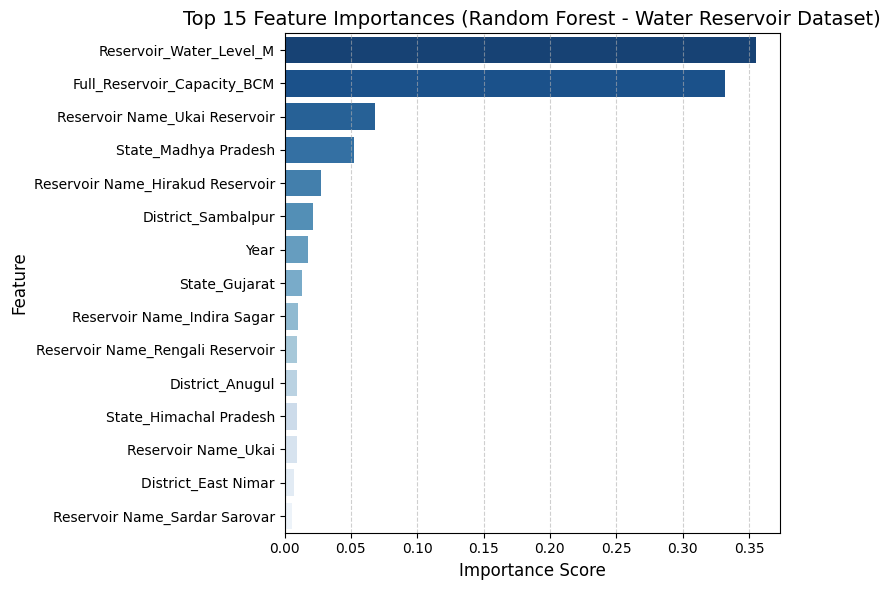 Top 15 Feature Importances (Random Forest - Water Reservoir Dataset)
Reservoir_Water_Level_M
Full_Reservoir_Capacity_BCM
Reservoir Name_Ukai Reservoir
State_Madhya Pradesh
Reservoir Name_Hirakud Reservoir
District_Sambalpur
Year
State_Gujarat
Reservoir Name_Indira Sagar
Reservoir Name_Rengali Reservoir
District_Anugul
State_Himachal Pradesh
Reservoir Name_Ukai
District_East Nimar
Reservoir Name_Sardar Sarovar
Feature
0.00 0.05 0.10 0.15 0.20 0.25 0.30 0.35
Importance Score